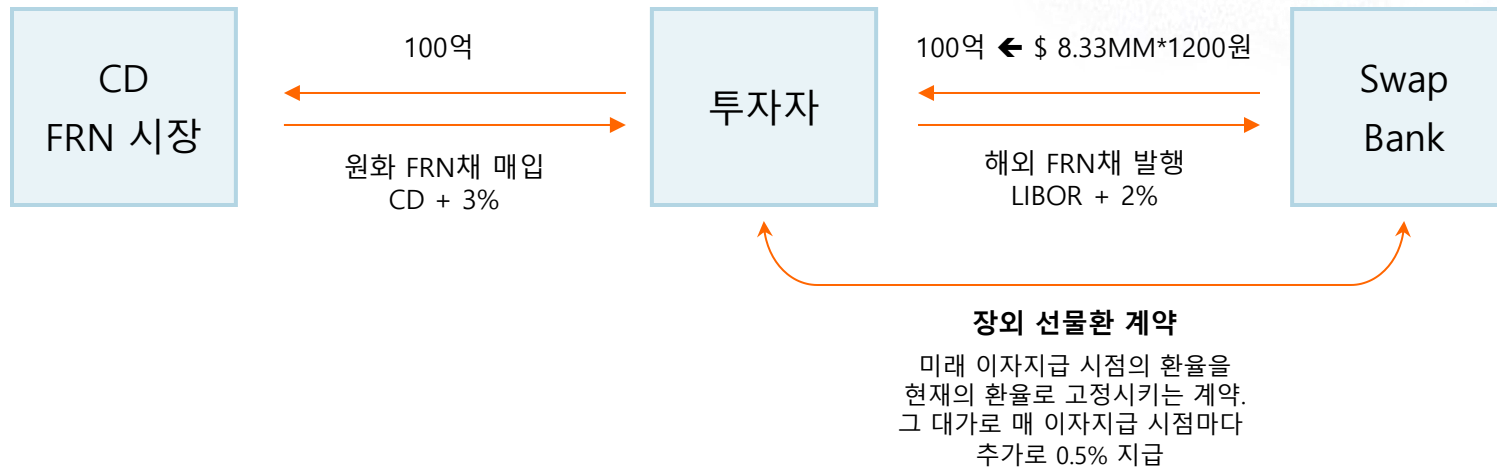 CD
FRN 시장
100억
원화 FRN채 매입
CD + 3%
투자자
100억 🡸 $ 8.33MM*1200원
해외 FRN채 발행
LIBOR + 2%
Swap
Bank
장외 선물환 계약
미래 이자지급 시점의 환율을
현재의 환율로 고정시키는 계약.
그 대가로 매 이자지급 시점마다
추가로 0.5% 지급